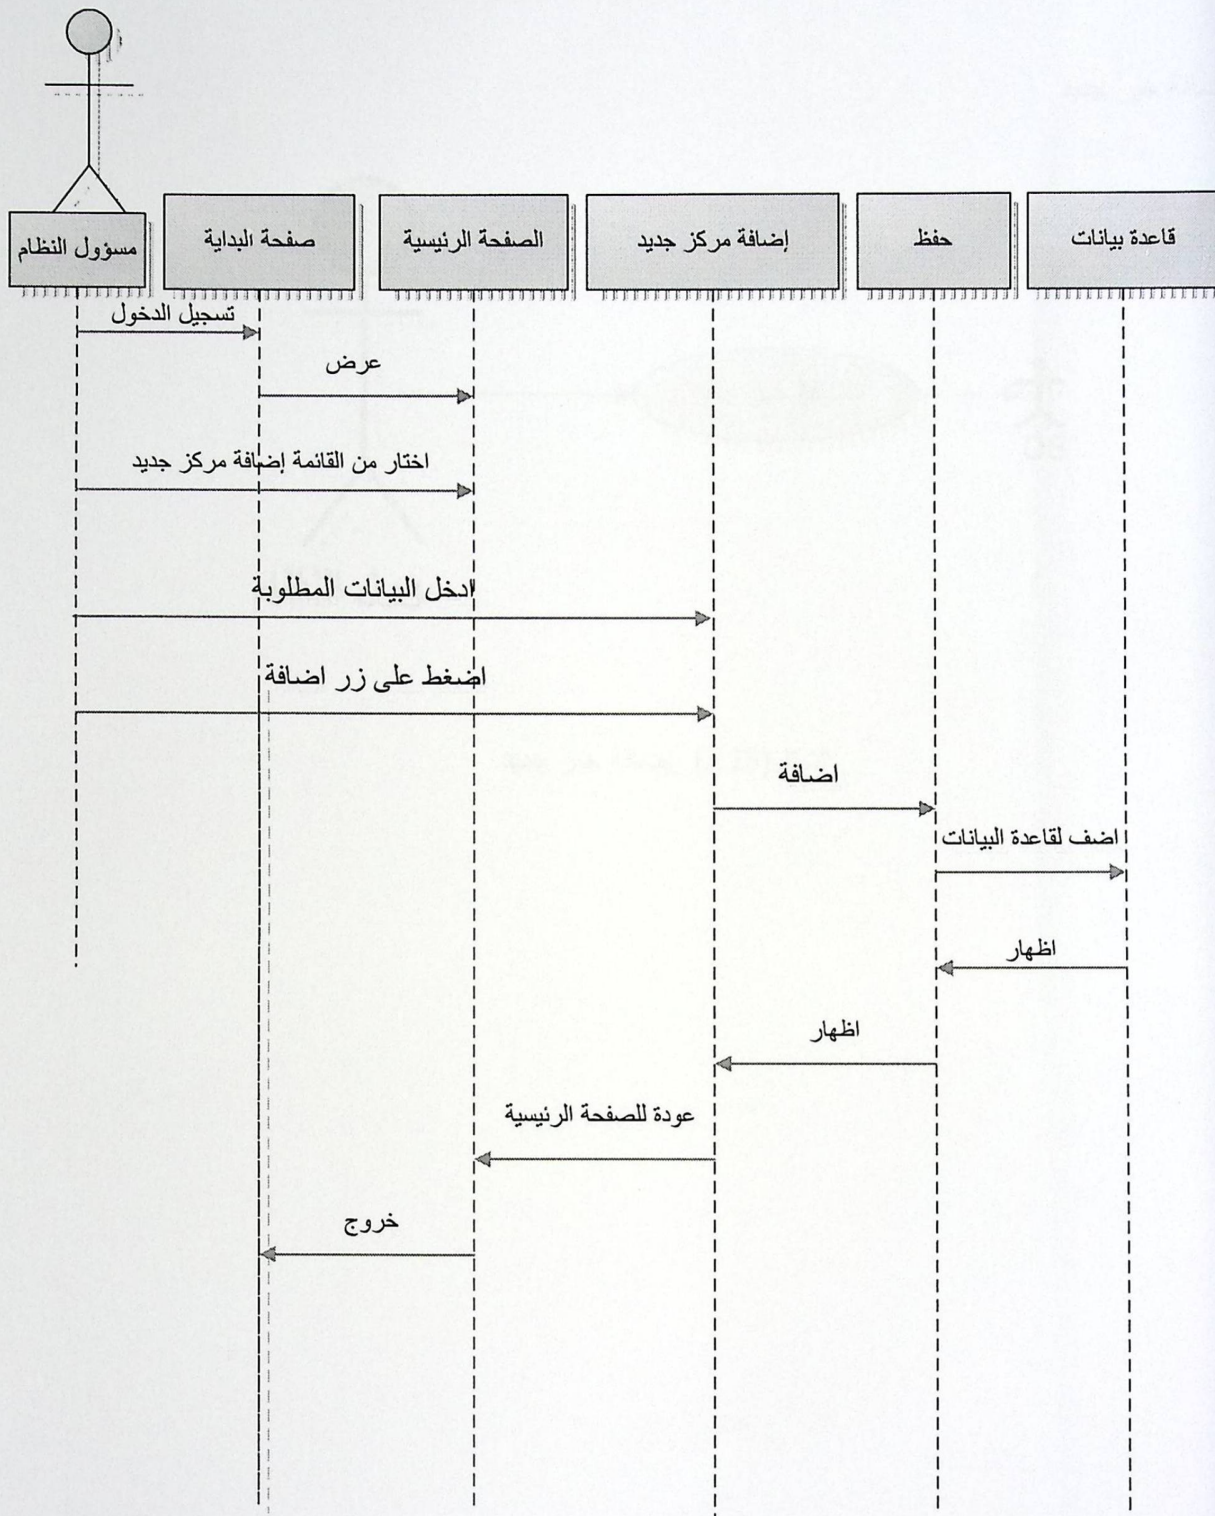 مسؤول النظام
صفحة البداية
الصفحة الرئيسية
إضافة مركز جديد
حفظ
قاعدة بيانات
تسجيل الدخول
عرض
اختار من القائمة إضافة مركز جديد
ادخل البيانات المطلوبة
اضغط على زر اضافة
اضافة
اضف لقاعدة البيانات
اظهار
اظهار
عودة للصفحة الرئيسية
خروج